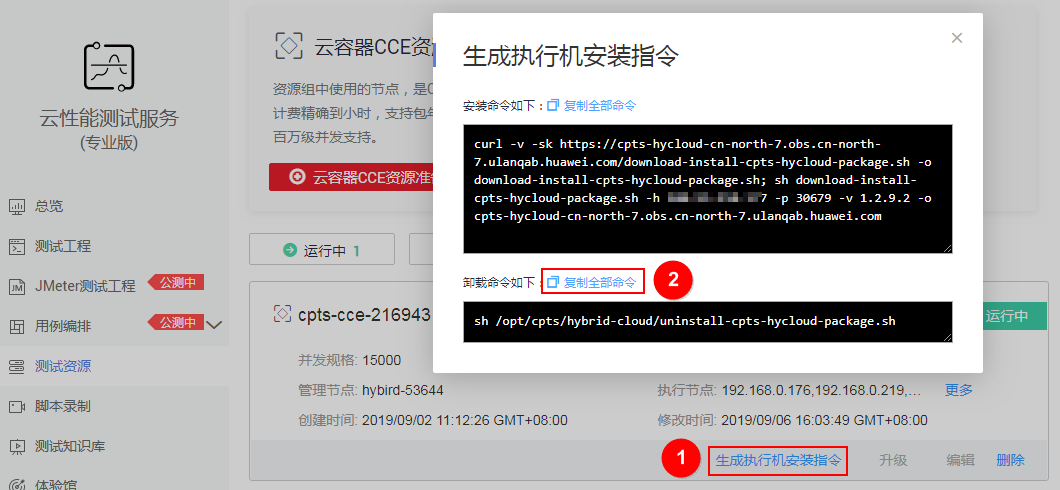 云性能测试服务
(专业版)
总览
测试工程
JMeter测试工程 公测中
用例编排 公测中
测试资源
脚本录制
测试知识库
体验馆
云容器CCE资
资源组中使用的节点，是C
计费精确到小时，支持包年
百万级并发支持。
云容器CCE资源准
运行中 1
cpts-cce-216943
运行中
并发规格: 15000
管理节点: hybird-53644
执行节点: 192.168.0.176,192.168.0.219,...
更多
创建时间: 2019/09/02 11:12:26 GMT+08:00
修改时间: 2019/09/06 16:03:49 GMT+08:00
1
生成执行机安装指令
升级
编辑
删除
生成执行机安装指令
×
安装命令如下：复制全部命令
curl -v -sk https://cpts-hycloud-cn-north-
7.obs.cn-north-7.ulanqab.huawei.com/download-install-cpts-hycloud-package.sh -o
download-install-cpts-hycloud-package.sh; sh download-install-
cpts-hycloud-package.sh -h 7 -p 30679 -v 1.2.9.2 -o
cpts-hycloud-cn-north-7.obs.cn-north-7.ulanqab.huawei.com
卸载命令如下：复制全部命令
2
sh /opt/cpts/hybrid-cloud/uninstall-cpts-hycloud-package.sh